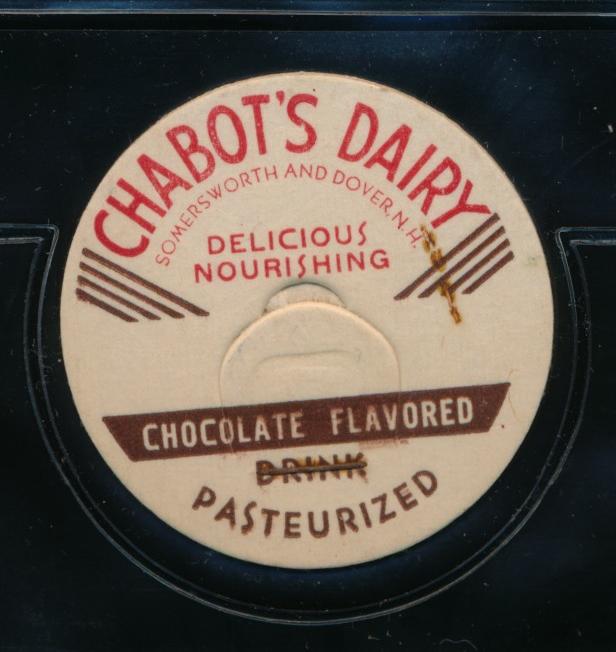 CHABOT'S DAIRY
SOMERSWORTH AND DOVER, N.H.
DELICIOUS
NOURISHING
CHOCOLATE FLAVORED
DRINK
PASTEURIZED